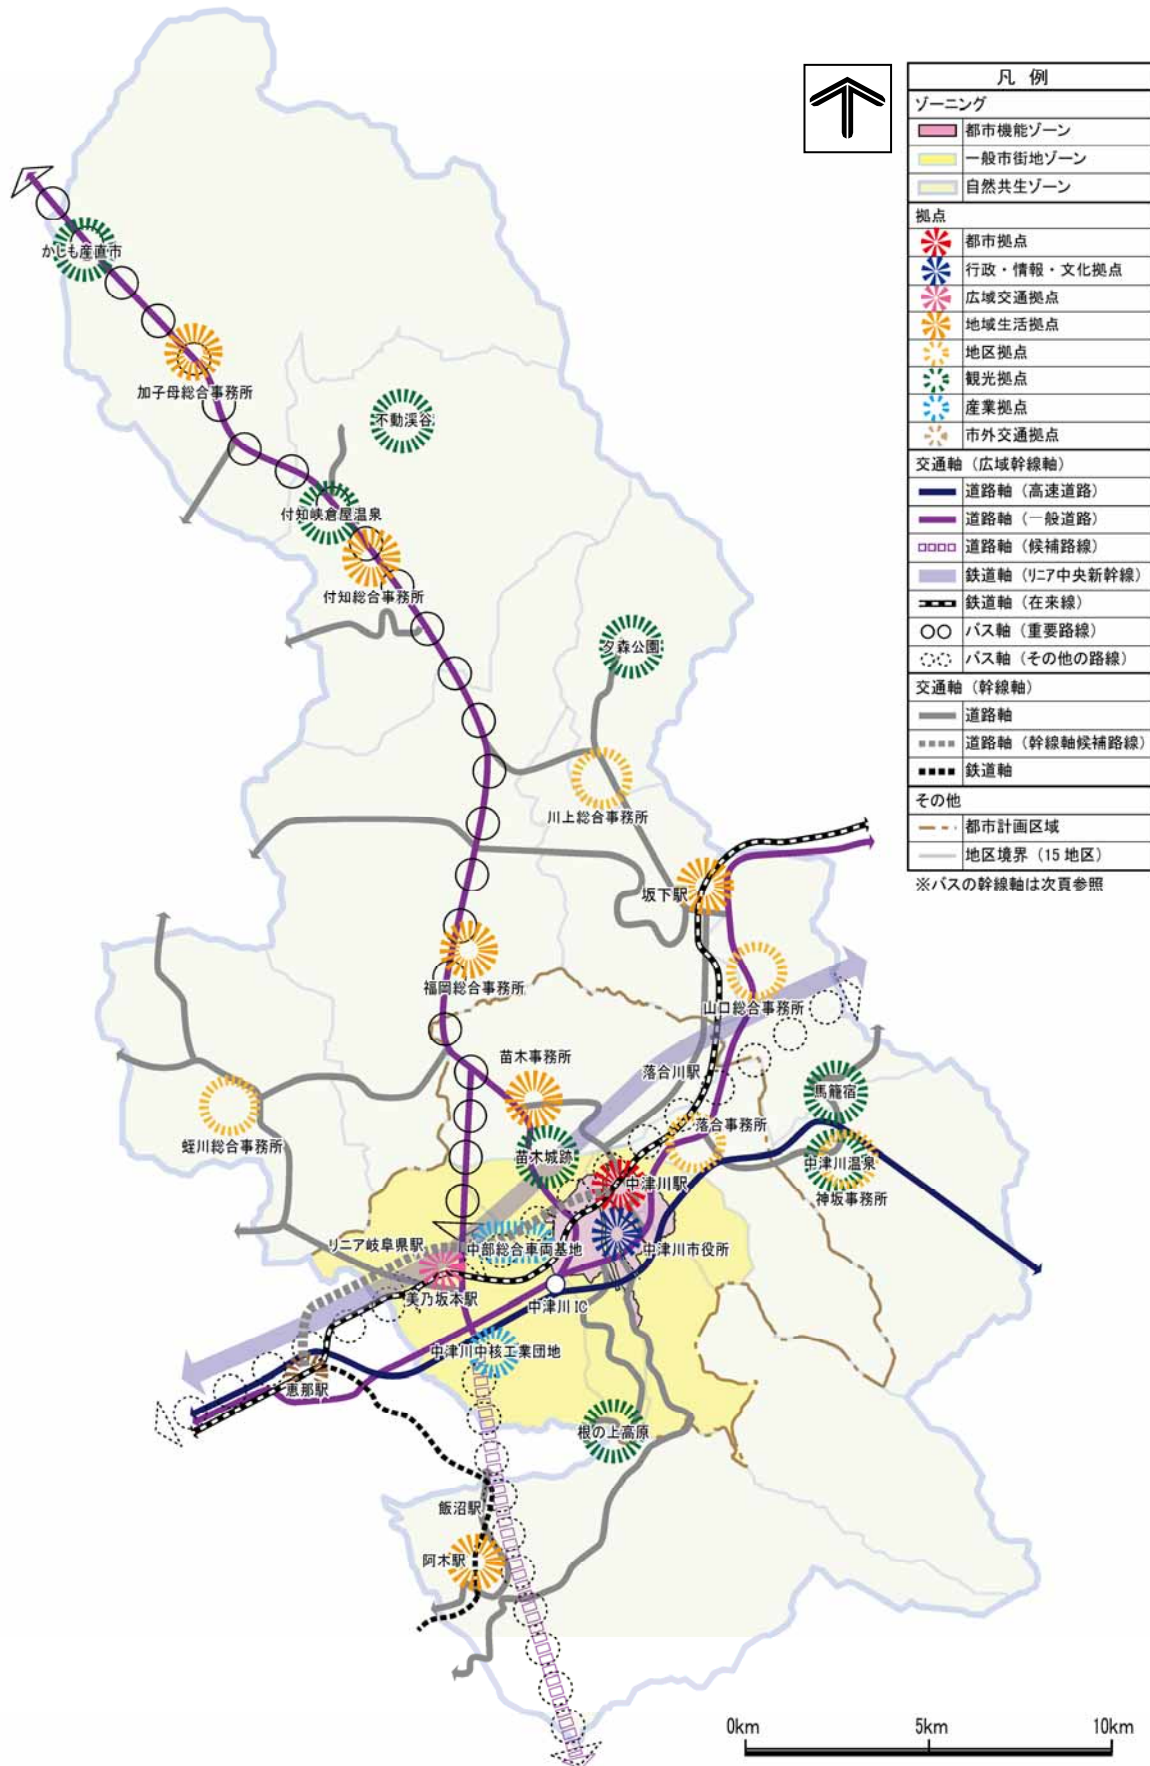 凡 例
ゾーニング
都市機能ゾーン
一般市街地ゾーン
自然共生ゾーン
拠点
都市拠点
行政・情報・文化拠点
広域交通拠点
地域生活拠点
地区拠点
観光拠点
産業拠点
市外交通拠点
交通軸（広域幹線軸）
道路軸（高速道路）
道路軸（一般道路）
道路軸（候補路線）
鉄道軸（リニア中央新幹線）
鉄道軸（在来線）
バス軸（重要路線）
バス軸（その他の路線）
交通軸（幹線軸）
道路軸
道路軸（幹線軸候補路線）
鉄道軸
その他
都市計画区域
地区境界（15 地区）
※バスの幹線軸は次頁参照
かしも産直市
加子母総合事務所
不動渓谷
付知峡倉屋温泉
付知総合事務所
夕森公園
川上総合事務所
坂下駅
福岡総合事務所
山口総合事務所
苗木事務所
落合川駅
馬籠宿
蛭川総合事務所
落合事務所
苗木城跡
中津川温泉
中津川駅
神坂事務所
リニア岐阜県駅
中部総合車両基地
中津川市役所
美乃坂本駅
中津川 IC
中津川中核工業団地
恵那駅
根の上高原
飯沼駅
阿木駅
0km
5km
10km